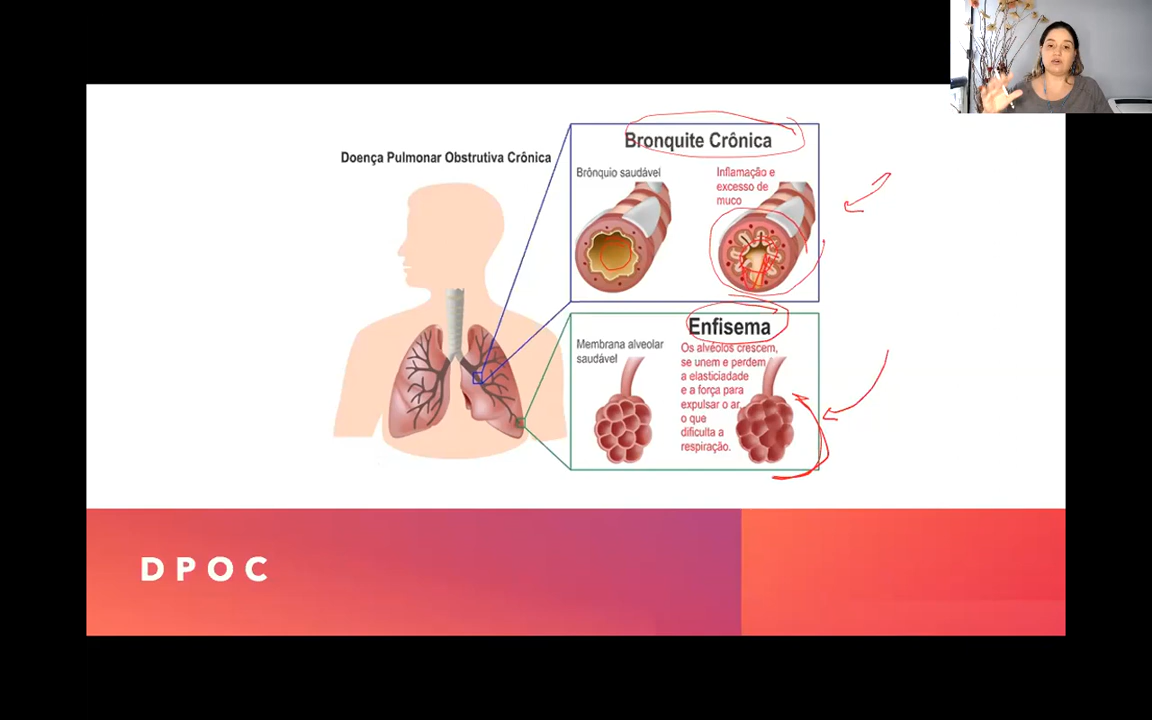 Doença Pulmonar Obstrutiva Crônica
Bronquite Crônica
Brônquio saudável
Inflamação e
excesso de
muco
Enfisema
Membrana alveolar
saudável
Os alvéolos crescem,
se unem e perdem
a elasticiadade
e a força para
expulsar o ar,
o que
dificulta a
respiração.
DPOC